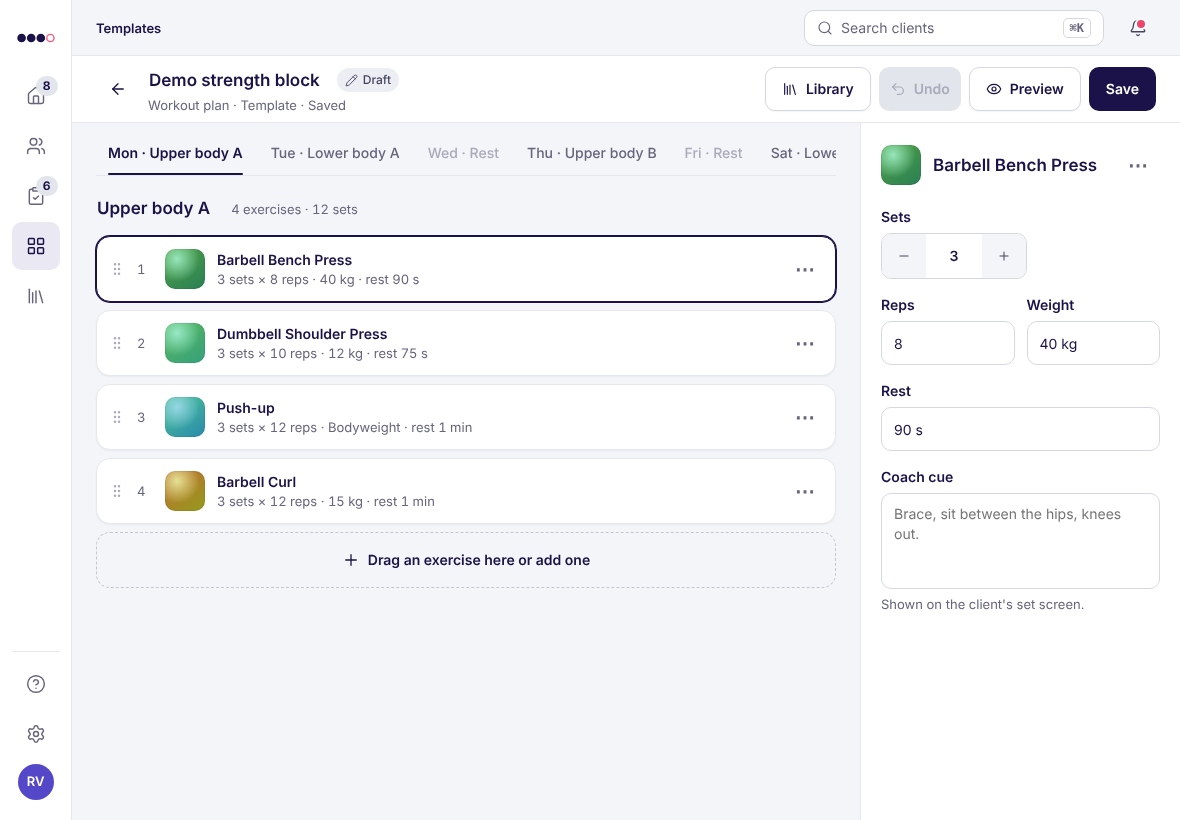 Templates
Search clients
⌘K
8
6
Demo strength block
Draft
Workout plan · Template · Saved
Library
Undo
Preview
Save
Mon · Upper body A
Tue · Lower body A
Wed · Rest
Thu · Upper body B
Fri · Rest
Sat · Lowe
Upper body A
4 exercises · 12 sets
1
Barbell Bench Press
3 sets × 8 reps · 40 kg · rest 90 s
2
Dumbbell Shoulder Press
3 sets × 10 reps · 12 kg · rest 75 s
3
Push-up
3 sets × 12 reps · Bodyweight · rest 1 min
4
Barbell Curl
3 sets × 12 reps · 15 kg · rest 1 min
Drag an exercise here or add one
Barbell Bench Press
Sets
3
Reps
Weight
8
40 kg
Rest
90 s
Coach cue
Brace, sit between the hips, knees
out.
Shown on the client's set screen.
RV